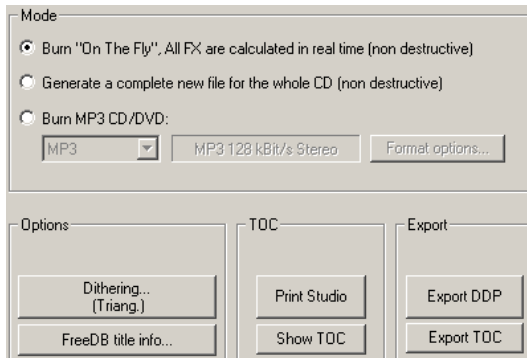 Mode
Burn "On The Fly", All FX are calculated in real time (non destructive)
Generate a complete new file for the whole CD (non destructive)
Burn MP3 CD/DVD:
MP3
MP3 128 kBit/s Stereo
Format options...
Options
Dithering...
(Triang.)
FreeDB title info...
TOC
Print Studio
Show TOC
Export
Export DDP
Export TOC